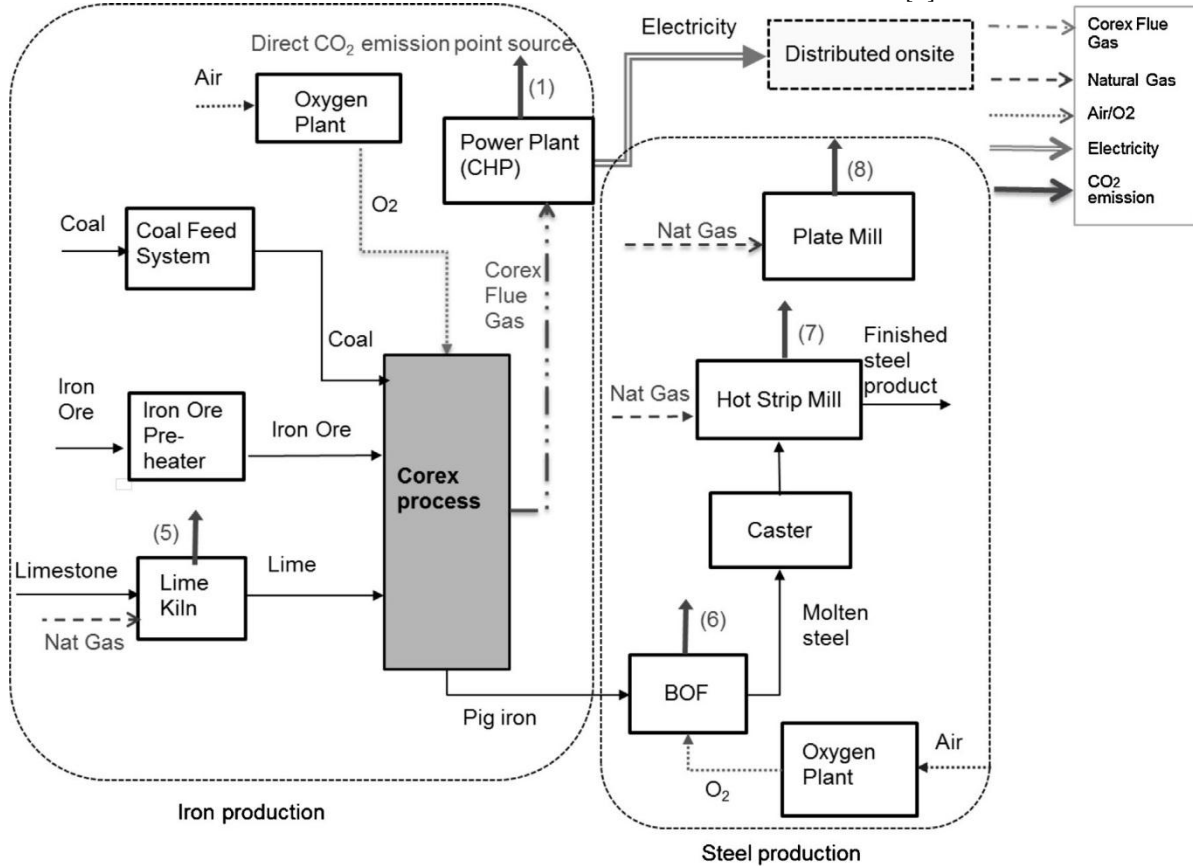 Direct CO2 emission point source
Air
Oxygen
Plant
(1)
Power Plant
(CHP)
Electricity
Distributed onsite
Corex Flue
Gas
Natural Gas
Air/O2
Electricity
CO2
emission
O2
Coal
Coal Feed
System
Coal
Corex
Flue
Gas
(8)
Nat Gas
Plate Mill
(7)
Finished
steel
product
Nat Gas
Hot Strip Mill
Iron
Ore
Iron Ore
Pre-
heater
Iron Ore
Corex
process
Caster
(5)
Limestone
Lime
Kiln
Lime
Nat Gas
(6)
Molten
steel
BOF
Pig iron
Oxygen
Plant
Air
O2
Iron production
Steel production